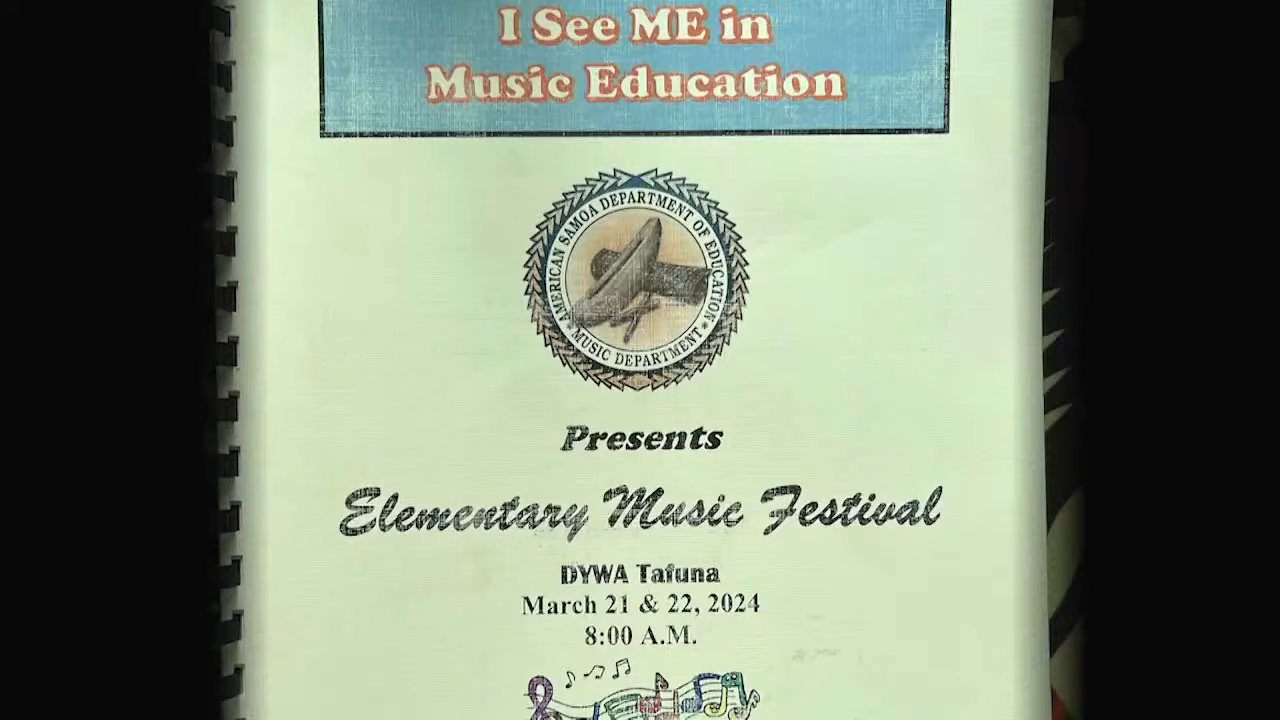 I See ME in
Music Education
AMERICAN SAMOA DEPARTMENT OF EDUCATION
* MUSIC DEPARTMENT *
Presents
Elementary Music Festival
DYWA Tafuna
March 21 & 22, 2024
8:00 A.M.